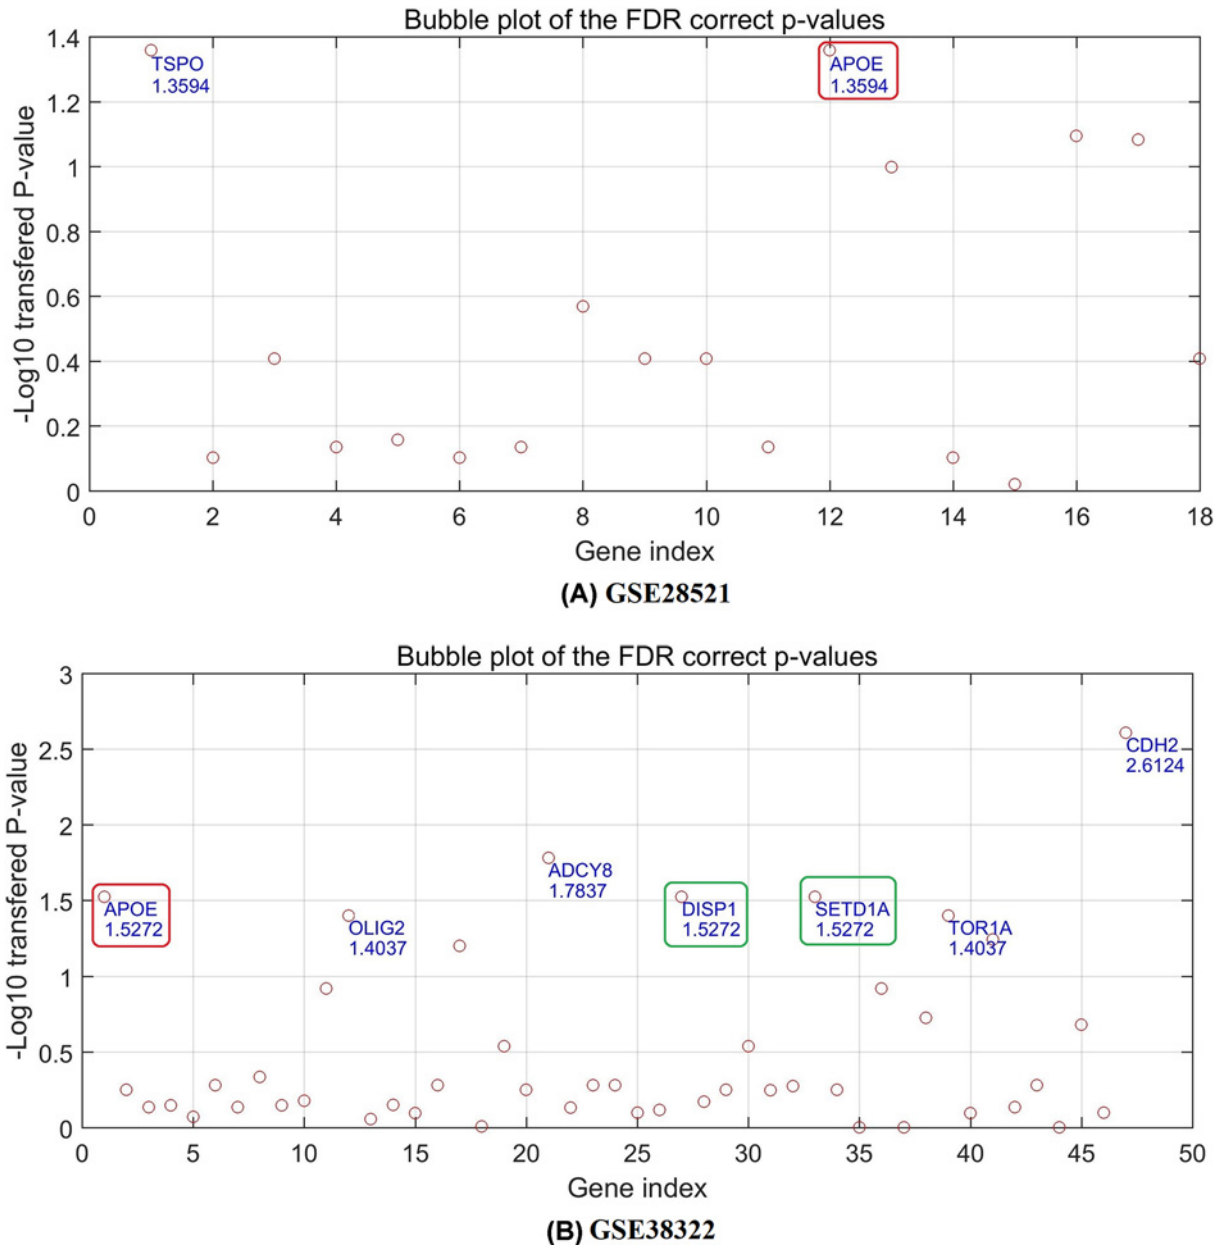 Bubble plot of the FDR correct p-values
1.4
1.2
1
0.8
0.6
0.4
0.2
0
-Log10 transfered P-value
TSPO
1.3594
APOE
1.3594
0 2 4 6 8 10 12 14 16 18
Gene index
(A) GSE28521
Bubble plot of the FDR correct p-values
3
2.5
2
1.5
1
0.5
0
-Log10 transfered P-value
CDH2
2.6124
ADCY8
1.7837
APOE
1.5272
OLIG2
1.4037
DISP1
1.5272
SETD1A
1.5272
TOR1A
1.4037
0 5 10 15 20 25 30 35 40 45 50
Gene index
(B) GSE38322